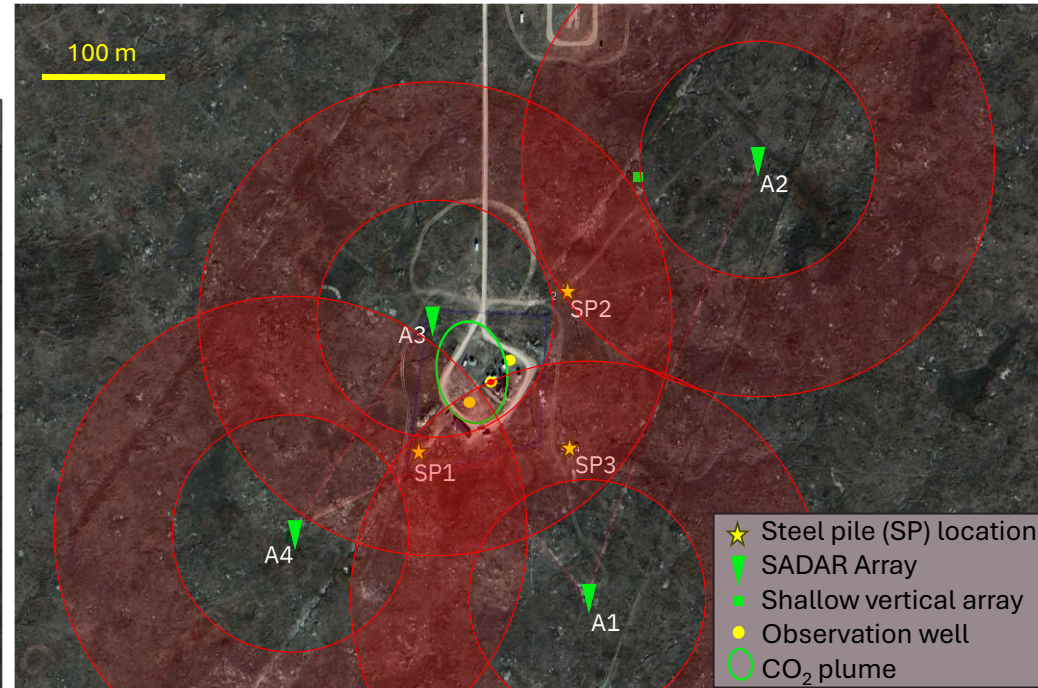 100 m
A2
2
SP2
A3
SP1
SP3
A4
A1
Steel pile (SP) location
SADAR Array
Shallow vertical array
Observation well
CO₂ plume